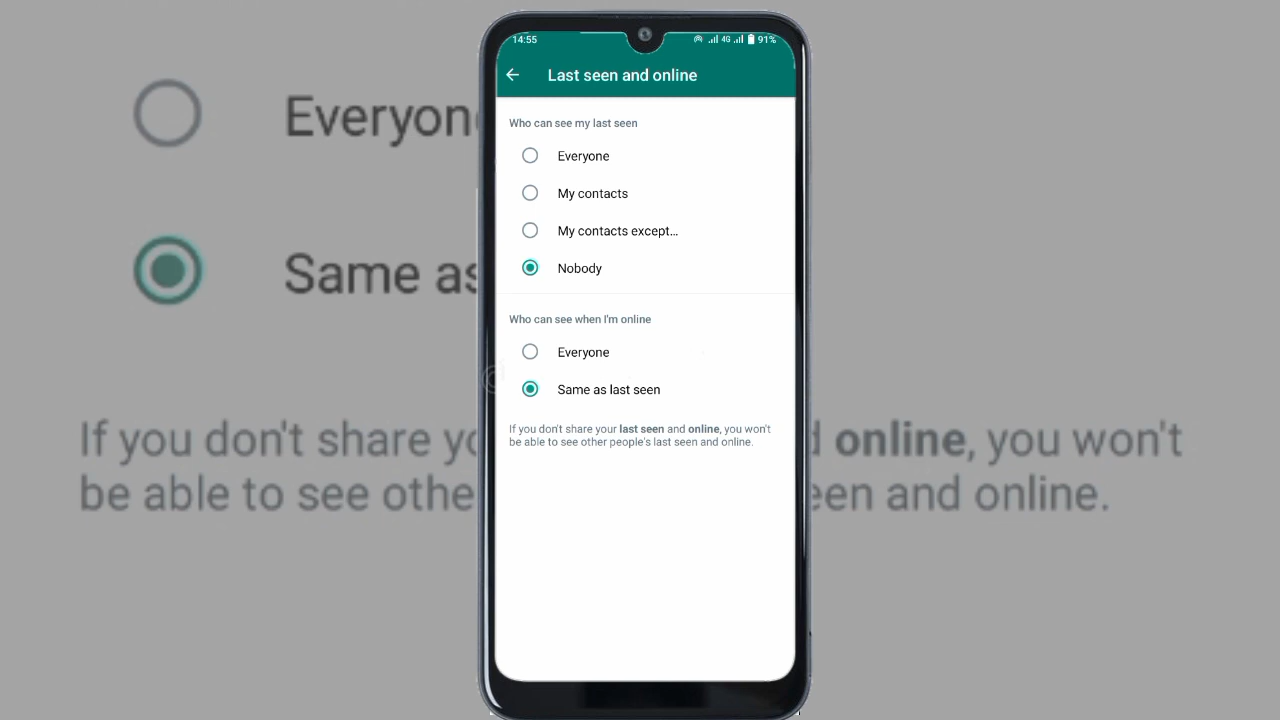 14:55
4G
91%
Last seen and online
Who can see my last seen
Everyone
My contacts
My contacts except...
Nobody
Who can see when I'm online
Everyone
Same as last seen
If you don't share your last seen and online, you won't
be able to see other people's last seen and online.
Everyon
Same as
If you don't share yo
d online, you won't
be able to see othe
een and online.